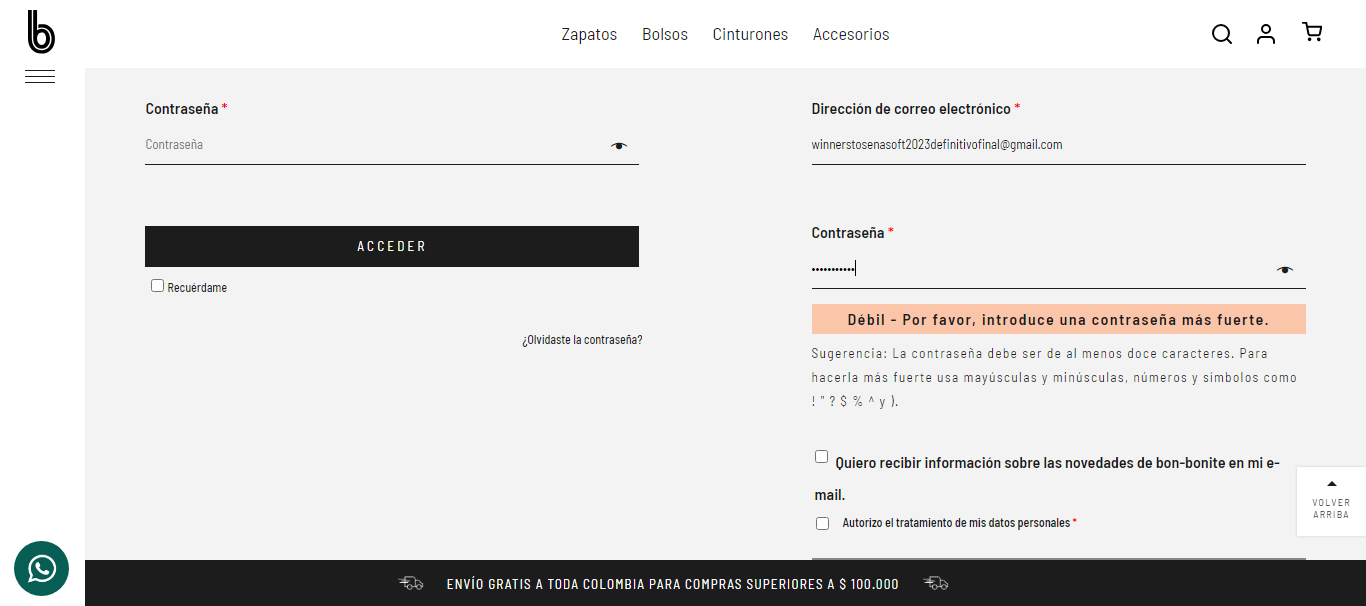 b
Zapatos Bolsos Cinturones Accesorios
Contraseña *
Contraseña
ACCEDER
Recuérdame
¿Olvidaste la contraseña?
Dirección de correo electrónico *
winnerstosenasoft2023definitivofinal@gmail.com
Contraseña *
•••••••••••
Débil - Por favor, introduce una contraseña más fuerte.
Sugerencia: La contraseña debe ser de al menos doce caracteres. Para
hacerla más fuerte usa mayúsculas y minúsculas, números y símbolos como
! " ? $ % ^ y ).
Quiero recibir información sobre las novedades de bon-bonite en mi e-
mail.
Autorizo el tratamiento de mis datos personales *
VOLVER
ARRIBA
ENVÍO GRATIS A TODA COLOMBIA PARA COMPRAS SUPERIORES A $ 100.000